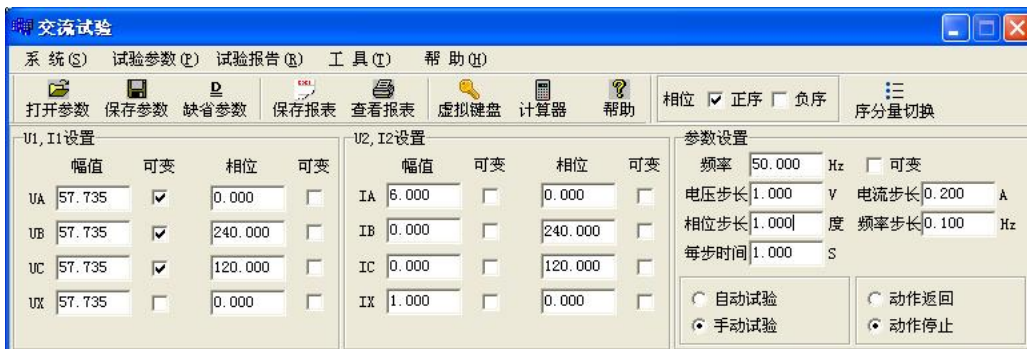 交流试验
系 统(S) 试验参数(P) 试验报告(R) 工 具(T) 帮 助(H)
打开参数 保存参数 D 缺省参数 保存报表 查看报表 虚拟键盘 计算器 帮助 相位 正序 负序 序分量切换
U1,I1设置 U2,I2设置 参数设置
幅值 可变 相位 可变 幅值 可变 相位 可变 频率 50.000 Hz 可变
UA 57.735 0.000 IA 6.000 0.000 电压步长 1.000 V 电流步长 0.200 A
UB 57.735 240.000 IB 0.000 240.000 相位步长 1.000 度 频率步长 0.100 Hz
UC 57.735 120.000 IC 0.000 120.000 每步时间 1.000 S
UX 57.735 0.000 IX 1.000 0.000 自动试验 动作返回
手动试验 动作停止